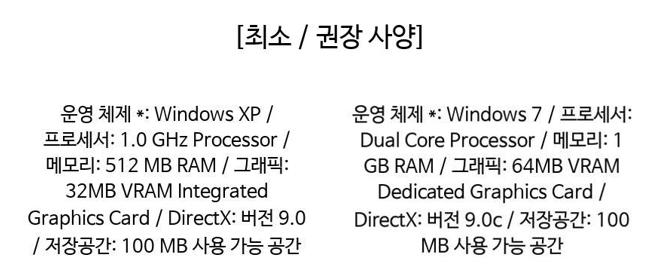 [최소 / 권장 사양]
운영 체제 *: Windows XP /
프로세서: 1.0 GHz Processor /
메모리: 512 MB RAM / 그래픽:
32MB VRAM Integrated
Graphics Card / DirectX: 버전 9.0
/ 저장공간: 100 MB 사용 가능 공간
운영 체제 *: Windows 7 / 프로세서:
Dual Core Processor / 메모리: 1
GB RAM / 그래픽: 64MB VRAM
Dedicated Graphics Card /
DirectX: 버전 9.0c / 저장공간: 100
MB 사용 가능 공간